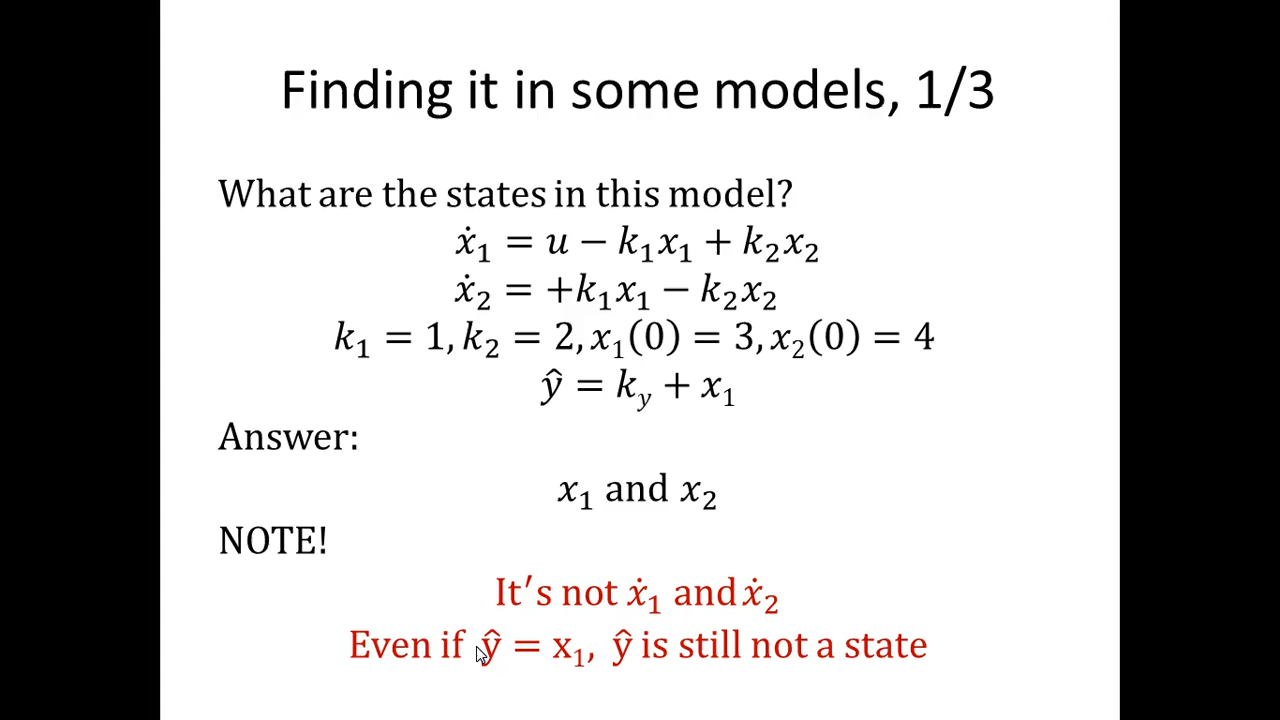 Finding it in some models, 1/3
What are the states in this model?
ẋ₁ = u − k₁x₁ + k₂x₂
ẋ₂ = +k₁x₁ − k₂x₂
k₁ = 1, k₂ = 2, x₁(0) = 3, x₂(0) = 4
ŷ = k_y + x₁
Answer:
x₁ and x₂
NOTE!
It′s not ẋ₁ and ẋ₂
Even if ŷ = x₁, ŷ is still not a state